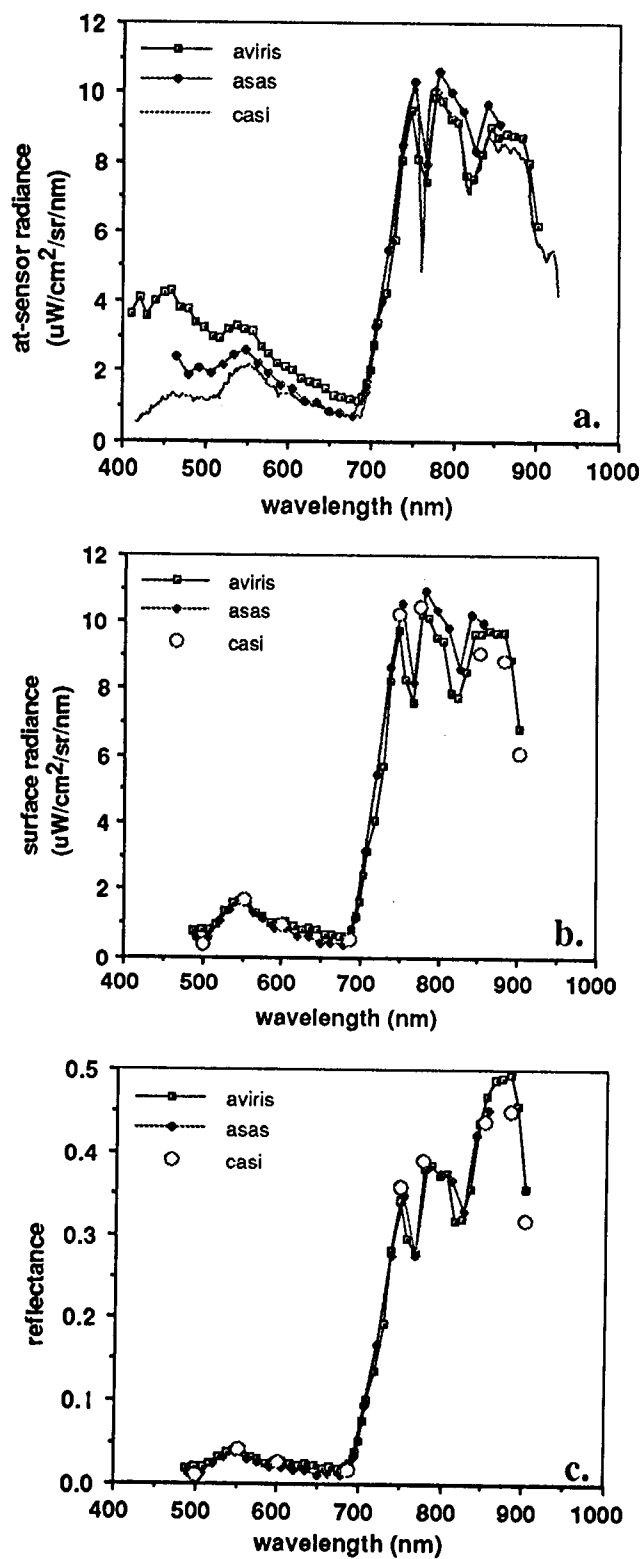 12
10
8
6
4
2
0
at-sensor radiance
(uW/cm2/sr/nm)
aviris
asas
casi
a.
400 500 600 700 800 900 1000
wavelength (nm)
12
10
8
6
4
2
0
surface radiance
(uW/cm2/sr/nm)
aviris
asas
casi
b.
400 500 600 700 800 900 1000
wavelength (nm)
0.5
0.4
0.3
0.2
0.1
0.0
reflectance
aviris
asas
casi
c.
400 500 600 700 800 900 1000
wavelength (nm)